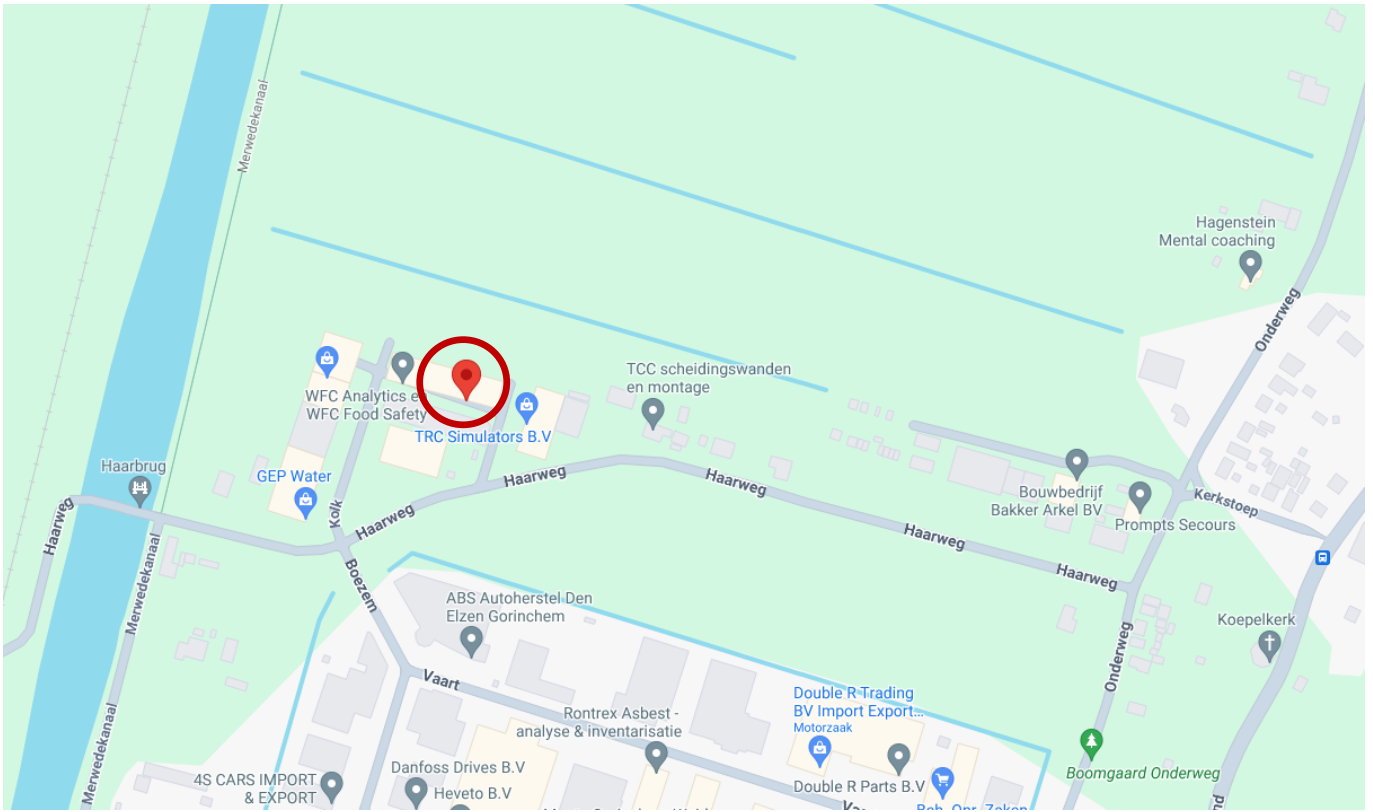 Merwedekanaal
Hagenstein
Mental coaching
Onderweg
TCC scheidingswanden
en montage
WFC Analytics e
WFC Food Safety
TRC Simulators B.V
Haarbrug
GEP Water
Haarweg
Haarweg
Haarweg
Haarweg
Haarweg
Haarweg
Kolk
Boezem
Bouwbedrijf
Bakker Arkel BV
Prompts Secours
Kerkstoep
Merwedekanaal
ABS Autoherstel Den
Elzen Gorinchem
Koepelkerk
Onderweg
Vaart
Double R Trading
BV Import Export...
Motorzaak
Rontrex Asbest -
analyse & inventarisatie
Merwedekanaal
Boomgaard Onderweg
4S CARS IMPORT
& EXPORT
Danfoss Drives B.V
Heveto B.V
Double R Parts B.V